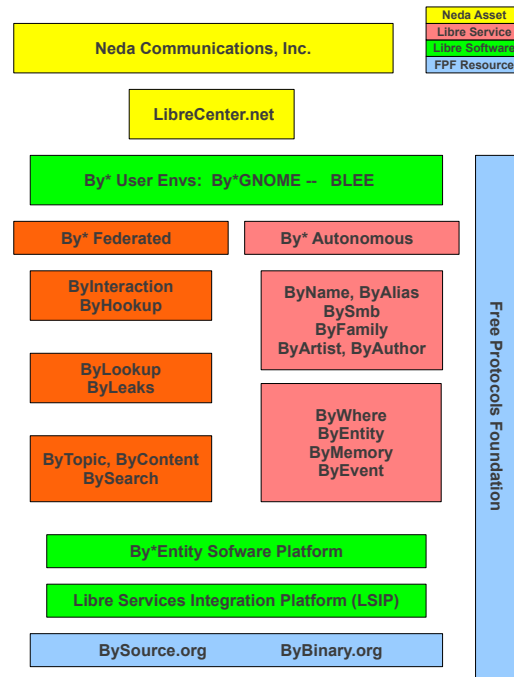 Neda Asset
Libre Service
Libre Software
FPF Resource
Neda Communications, Inc.
LibreCenter.net
By* User Envs: By*GNOME -- BLEE
By* Federated
By* Autonomous
ByInteraction
ByHookup
ByName, ByAlias
BySmb
ByFamily
ByArtist, ByAuthor
ByLookup
ByLeaks
ByWhere
ByEntity
ByMemory
ByEvent
ByTopic, ByContent
BySearch
Free Protocols Foundation
By*Entity Sofware Platform
Libre Services Integration Platform (LSIP)
BySource.org ByBinary.org